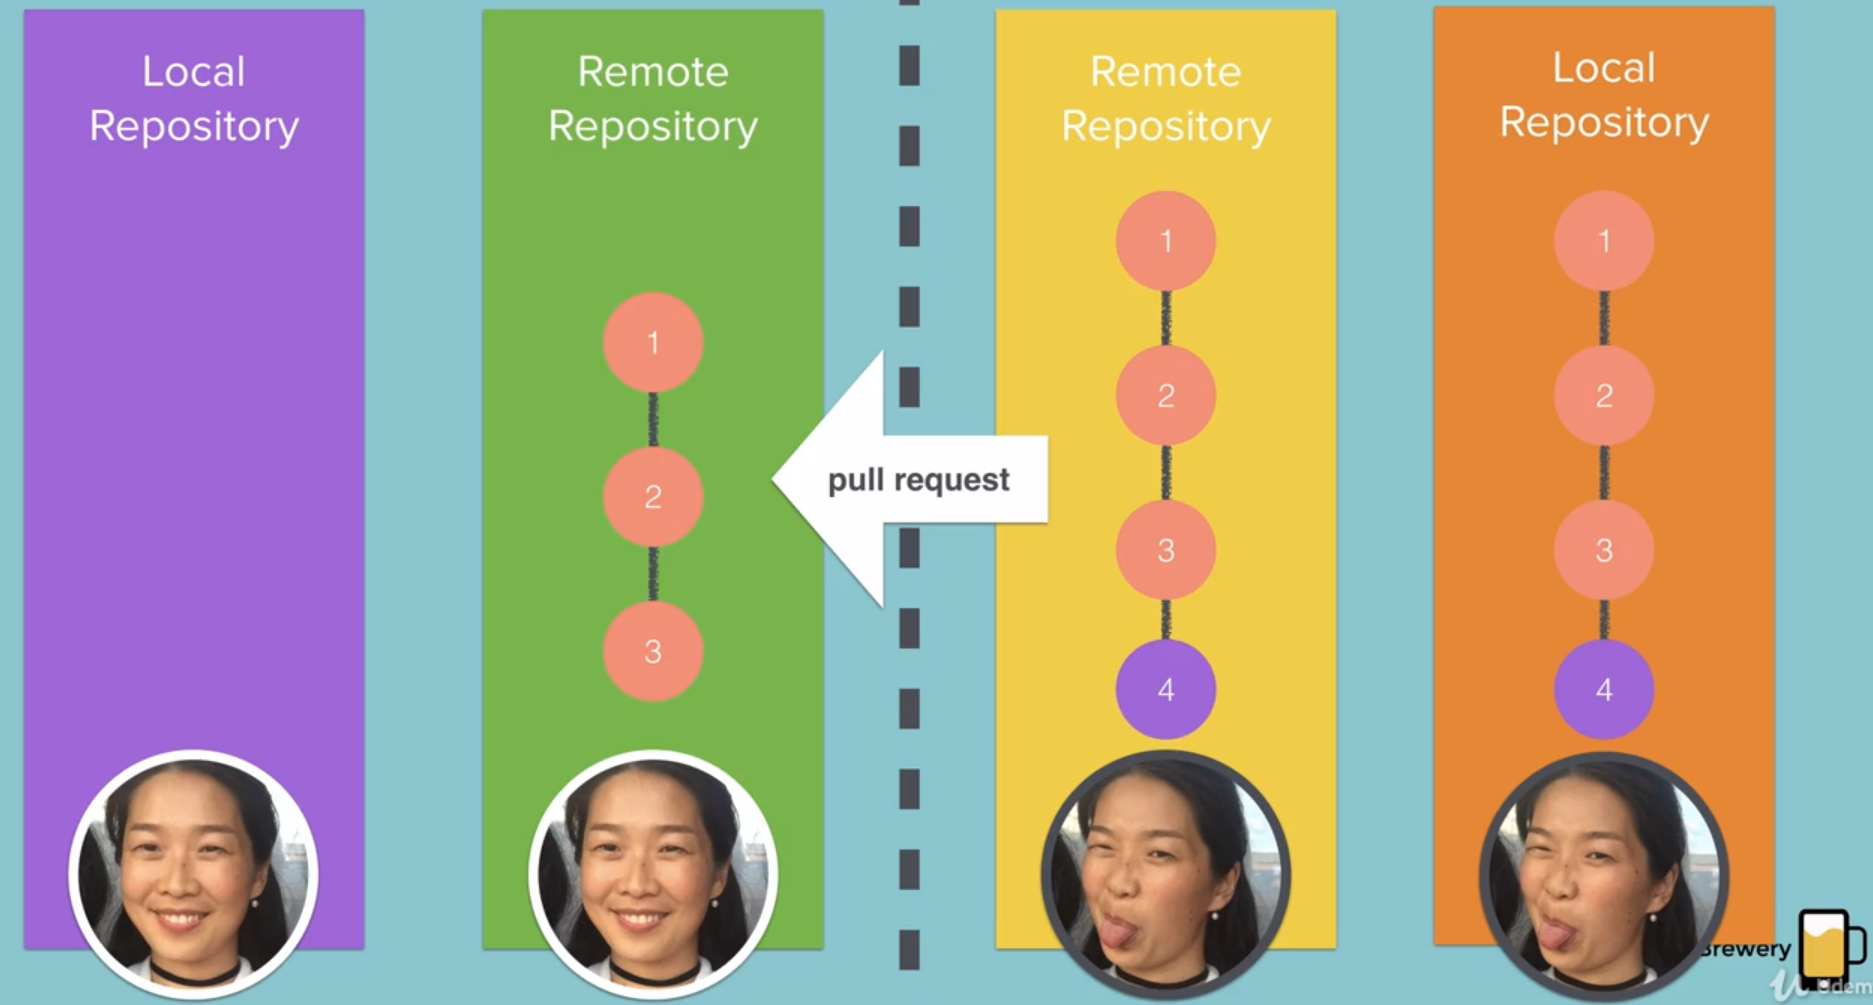 Local
Repository
Remote
Repository
Remote
Repository
Local
Repository
1
2
3
pull request
1
2
3
4
1
2
3
4
Brewery